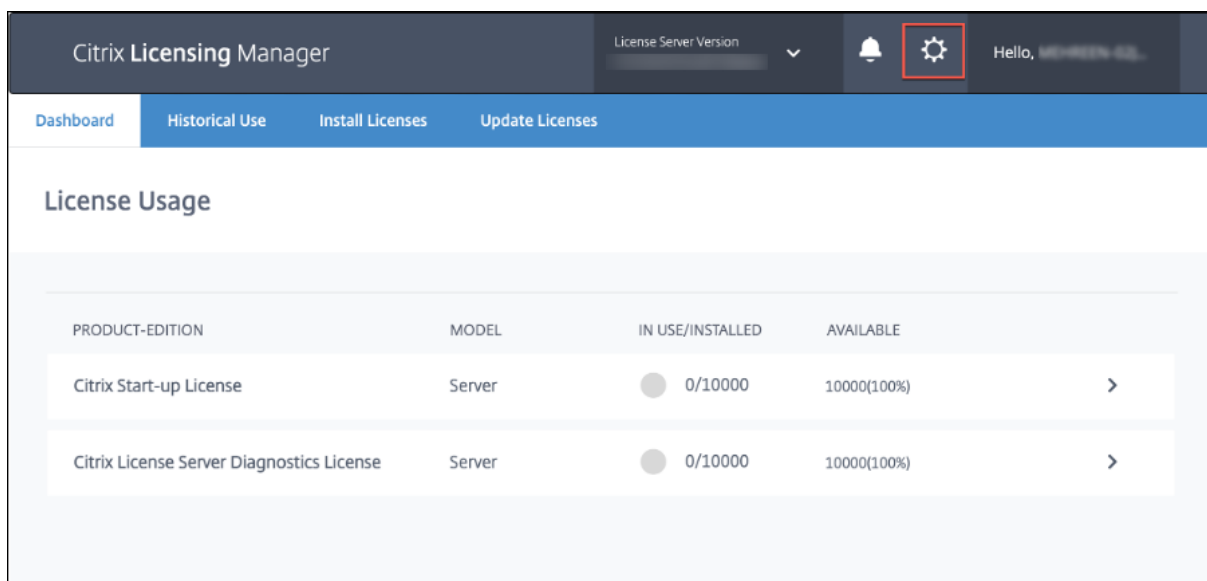 Citrix Licensing Manager
License Server Version
Hello,
Dashboard Historical Use Install Licenses Update Licenses
License Usage
PRODUCT-EDITION MODEL IN USE/INSTALLED AVAILABLE
Citrix Start-up License Server 0/10000 10000(100%)
Citrix License Server Diagnostics License Server 0/10000 10000(100%)